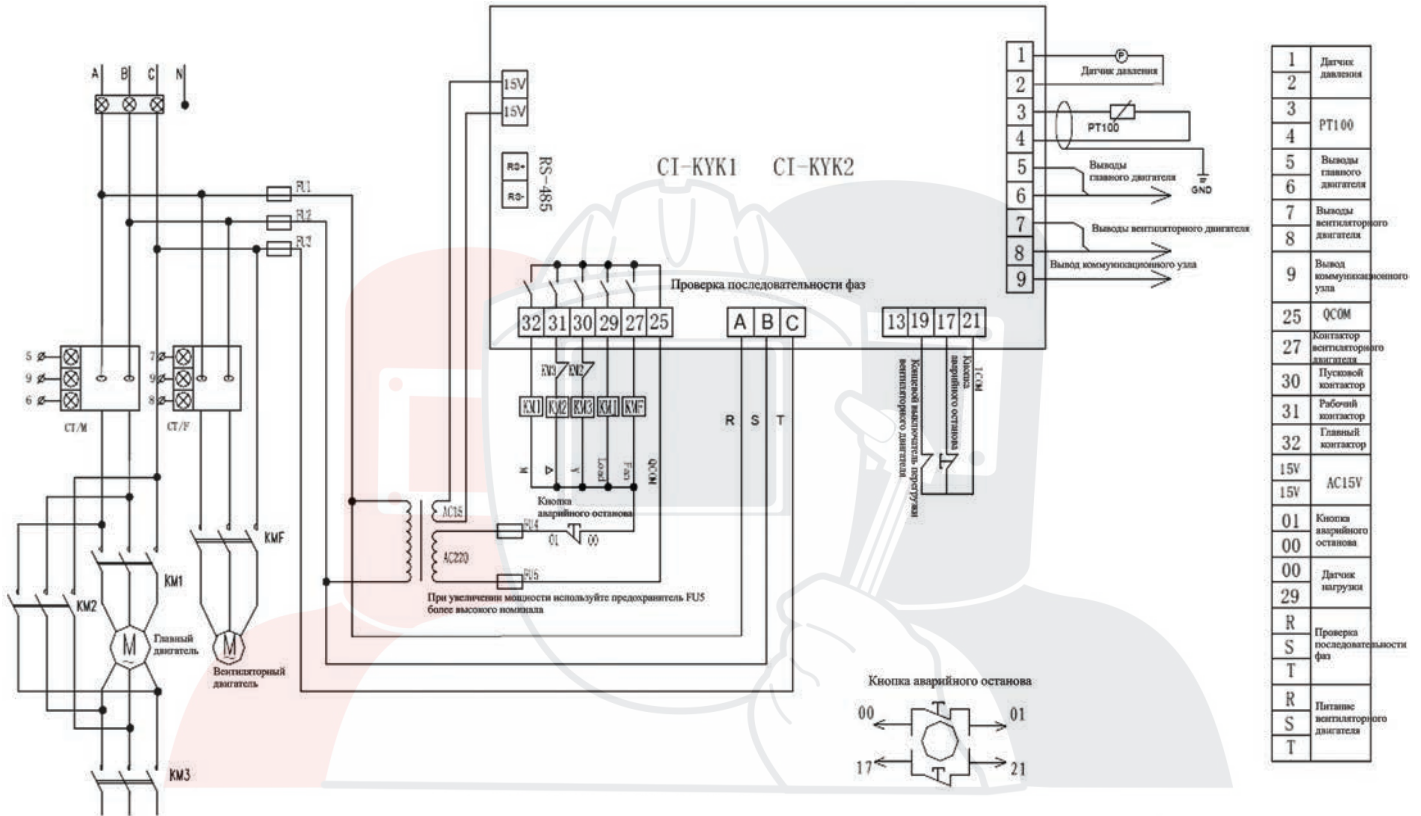 A B C N
FU1
FU2
FU3
5
9
6
CT/M
7
9
8
CT/F
KM1
KM2
KMF
M
~
Главный
двигатель
M
~
Вентиляторный
двигатель
KM3
15V
15V
RS+
RS-
RS-485
CI-KYK1 CI-KYK2
Проверка последовательности фаз
32 31 30 29 27 25
A B C
13 19 17 21
KM3 KM2
KM1 KM2 KM3 KM1 KMF
M
Δ
Y
Load
Fan
QCOM
R S T
Концевой выключатель перегрузки
вентиляторного двигателя
Кнопка
аварийного останова
1COM
AC15
AC220
FU4
FU5
Кнопка
аварийного останова
01 00
При увеличении мощности используйте предохранитель FU5
более высокого номинала
1
2
3
4
5
6
7
8
9
P
Датчик давления
PT100
GND
Выводы
главного двигателя
Выводы вентиляторного двигателя
Вывод коммуникационного узла
Кнопка аварийного останова
00 01
17 21
1
2
Датчик
давления
3
4
PT100
5
6
Выводы
главного
двигателя
7
8
Выводы
вентиляторного
двигателя
9
Вывод
коммуникационного
узла
25 QCOM
27
Контактор
вентиляторного
двигателя
30
Пусковой
контактор
31
Рабочий
контактор
32
Главный
контактор
15V
15V
AC15V
01
00
Кнопка
аварийного
останова
00
29
Датчик
нагрузки
R
S
T
Проверка
последовательности
фаз
R
S
T
Питание
вентиляторного
двигателя